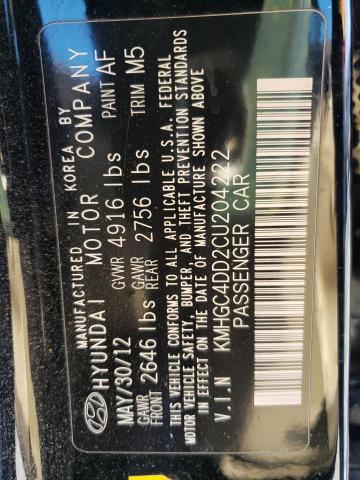 MANUFACTURED IN KOREA. BY
HYUNDAI MOTOR COMPANY
MAY/30/12 GVWR 4916 lbs PAINT AF
GAWR FRONT 2646 lbs GAWR REAR 2756 lbs TRIM M5
THIS VEHICLE CONFORMS TO ALL APPLICABLE U.S.A. FEDERAL
MOTOR VEHICLE SAFETY, BUMPER, AND THEFT PREVENTION STANDARDS
IN EFFECT ON THE DATE OF MANUFACTURE SHOWN ABOVE
V.I.N KMHGC4DD2CU204222
PASSENGER CAR